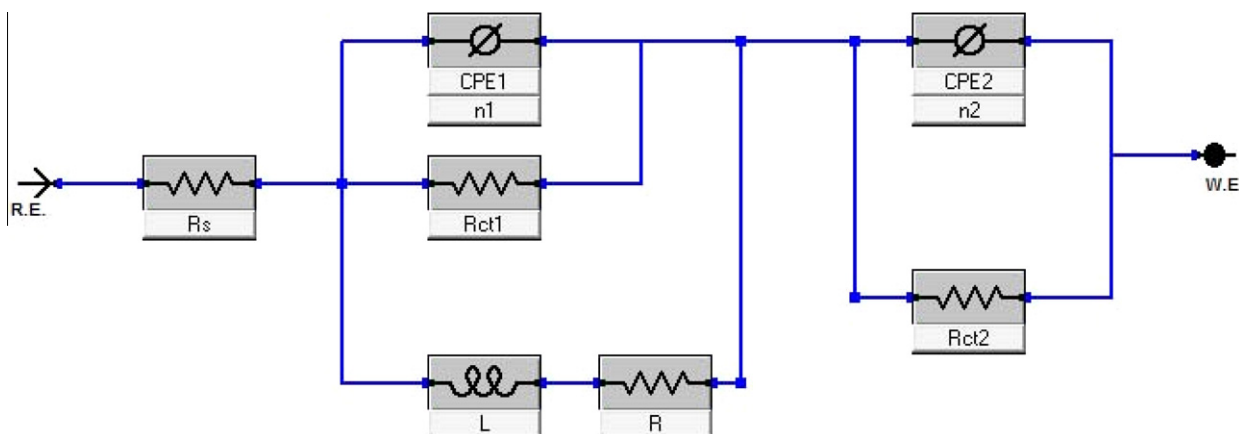 CPE1
n1
CPE2
n2
R.E.
Rs
Rct1
W.E
Rct2
L
R